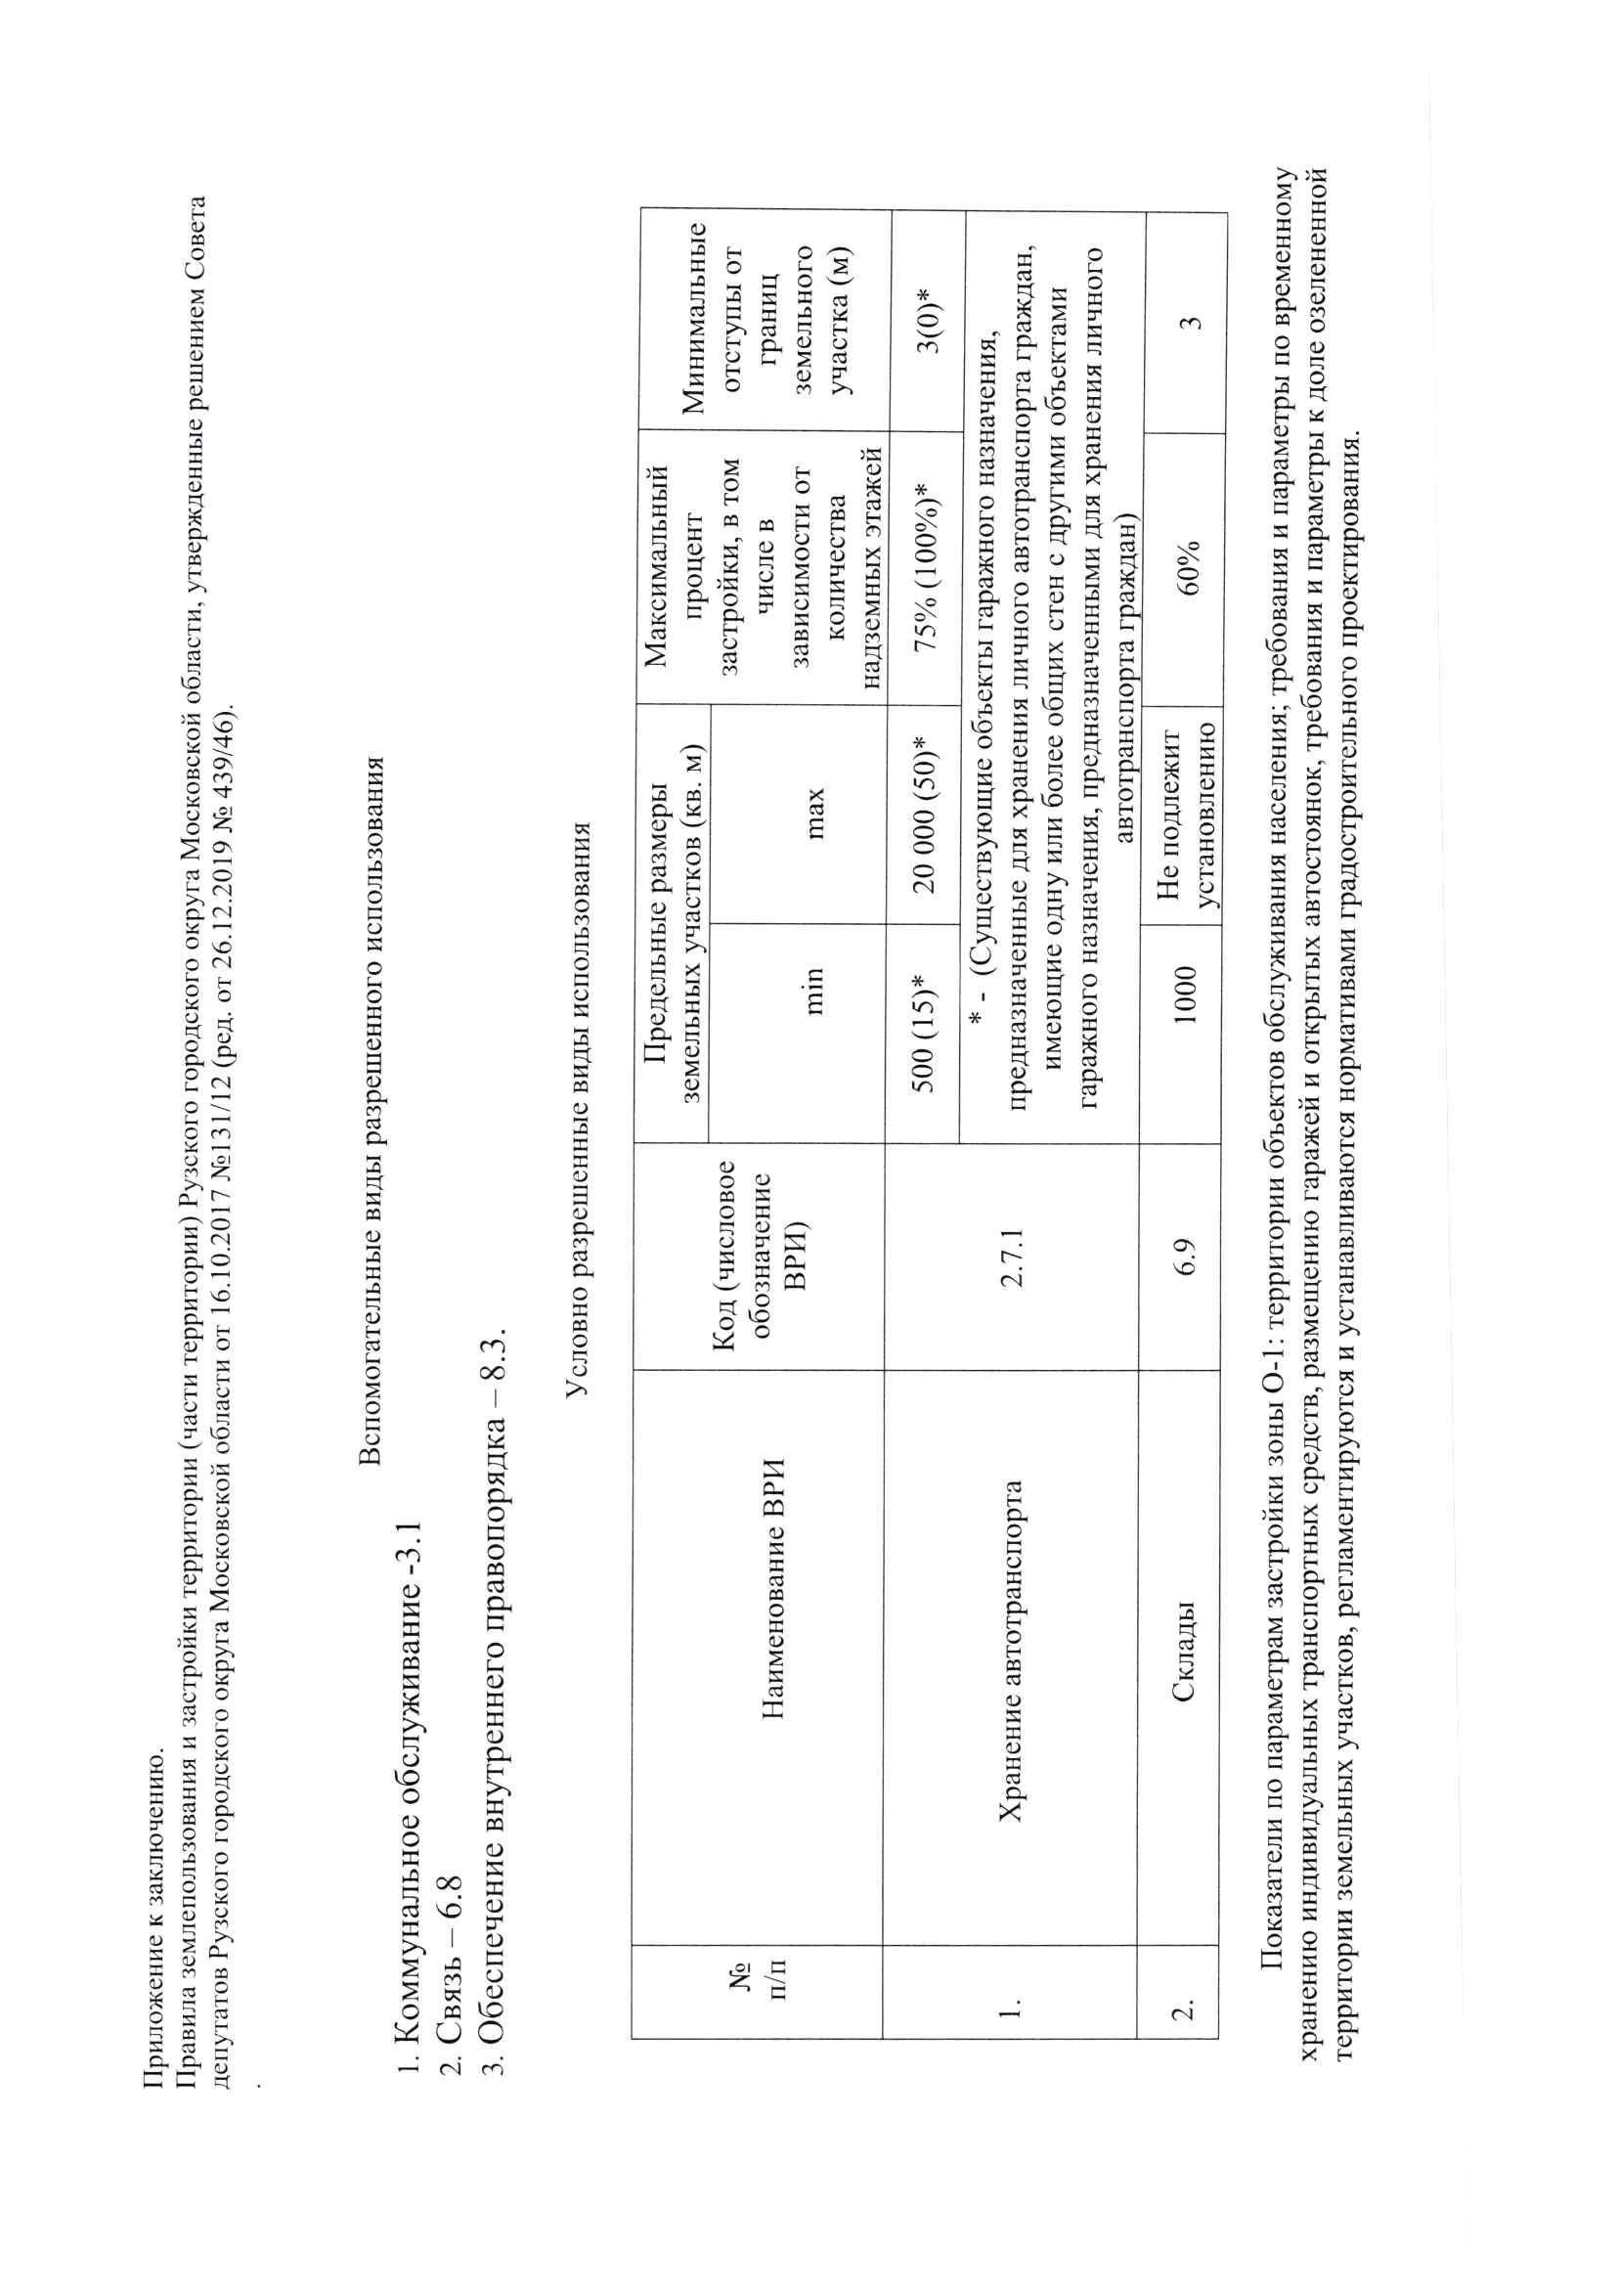 Приложение к заключению.
Правила землепользования и застройки территории (части территории) Рузского городского округа Московской области, утвержденные решением Совета
депутатов Рузского городского округа Московской области от 16.10.2017 №131/12 (ред. от 26.12.2019 № 439/46).
.
Вспомогательные виды разрешенного использования
1. Коммунальное обслуживание -3.1
2. Связь – 6.8
3. Обеспечение внутреннего правопорядка – 8.3.
Условно разрешенные виды использования
№
п/п
Наименование ВРИ
Код (числовое
обозначение
ВРИ)
Предельные размеры
земельных участков (кв. м)
min
max
Максимальный
процент
застройки, в том
числе в
зависимости от
количества
надземных этажей
Минимальные
отступы от
границ
земельного
участка (м)
1.
Хранение автотранспорта
2.7.1
500 (15)*
20 000 (50)*
75% (100%)*
3(0)*
* - (Существующие объекты гаражного назначения,
предназначенные для хранения личного автотранспорта граждан,
имеющие одну или более общих стен с другими объектами
гаражного назначения, предназначенными для хранения личного
автотранспорта граждан)
2.
Склады
6.9
1000
Не подлежит
установлению
60%
3
Показатели по параметрам застройки зоны О-1: территории объектов обслуживания населения; требования и параметры по временному
хранению индивидуальных транспортных средств, размещению гаражей и открытых автостоянок, требования и параметры к доле озелененной
территории земельных участков, регламентируются и устанавливаются нормативами градостроительного проектирования.